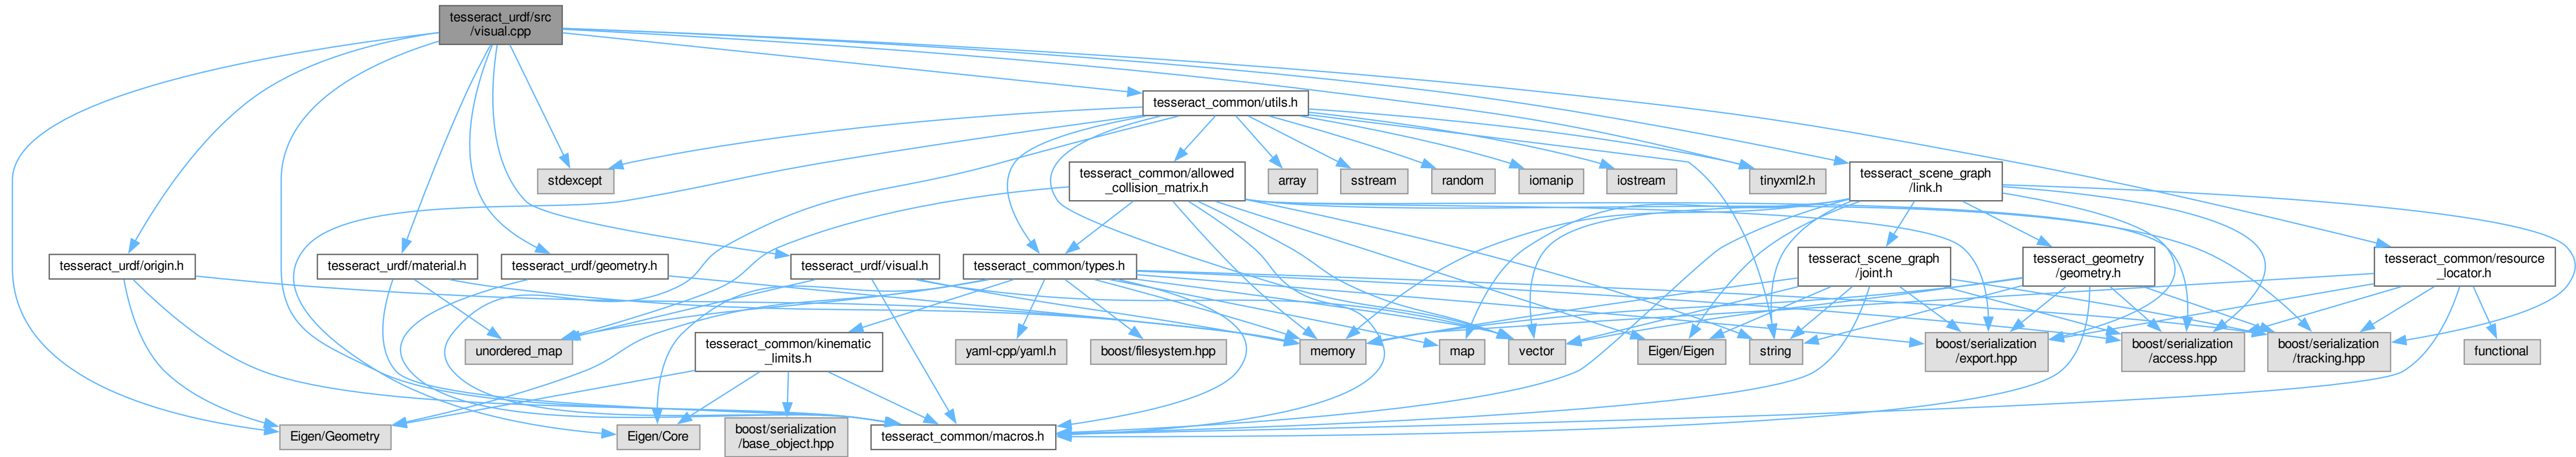 tesseract_urdf/src
/visual.cpp
tesseract_common/utils.h
stdexcept
tesseract_common/allowed
_collision_matrix.h
array
sstream
random
iomanip
iostream
tinyxml2.h
tesseract_scene_graph
/link.h
tesseract_urdf/origin.h
tesseract_urdf/material.h
tesseract_urdf/geometry.h
tesseract_urdf/visual.h
tesseract_common/types.h
tesseract_scene_graph
/joint.h
tesseract_geometry
/geometry.h
tesseract_common/resource
_locator.h
unordered_map
tesseract_common/kinematic
_limits.h
yaml-cpp/yaml.h
boost/filesystem.hpp
memory
map
vector
Eigen/Eigen
string
boost/serialization
/export.hpp
boost/serialization
/access.hpp
boost/serialization
/tracking.hpp
functional
Eigen/Geometry
Eigen/Core
boost/serialization
/base_object.hpp
tesseract_common/macros.h